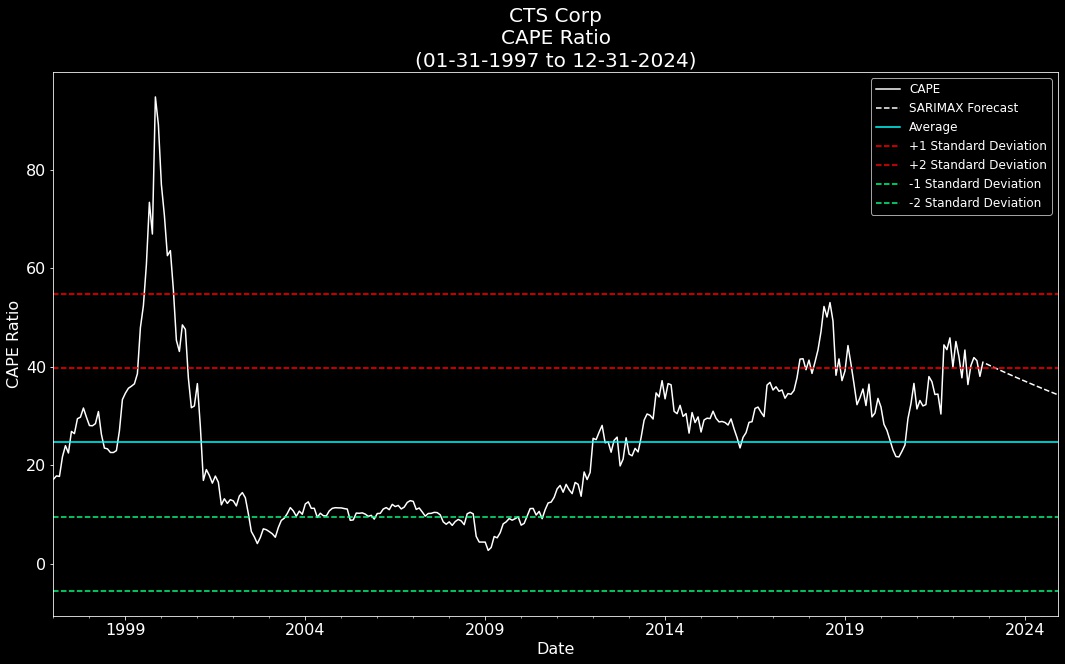 CTS Corp
CAPE Ratio
(01-31-1997 to 12-31-2024)
CAPE
SARIMAX Forecast
Average
+1 Standard Deviation
+2 Standard Deviation
-1 Standard Deviation
-2 Standard Deviation
CAPE Ratio
80
60
40
20
0
1999
2004
2009
2014
2019
2024
Date